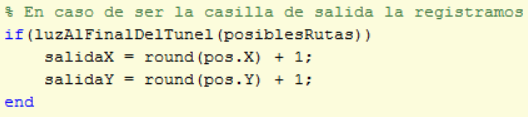 % En caso de ser la casilla de salida la registramos
if(luzAlFinalDelTunel(posiblesRutas))
    salidaX = round(pos.X) + 1;
    salidaY = round(pos.Y) + 1;
end